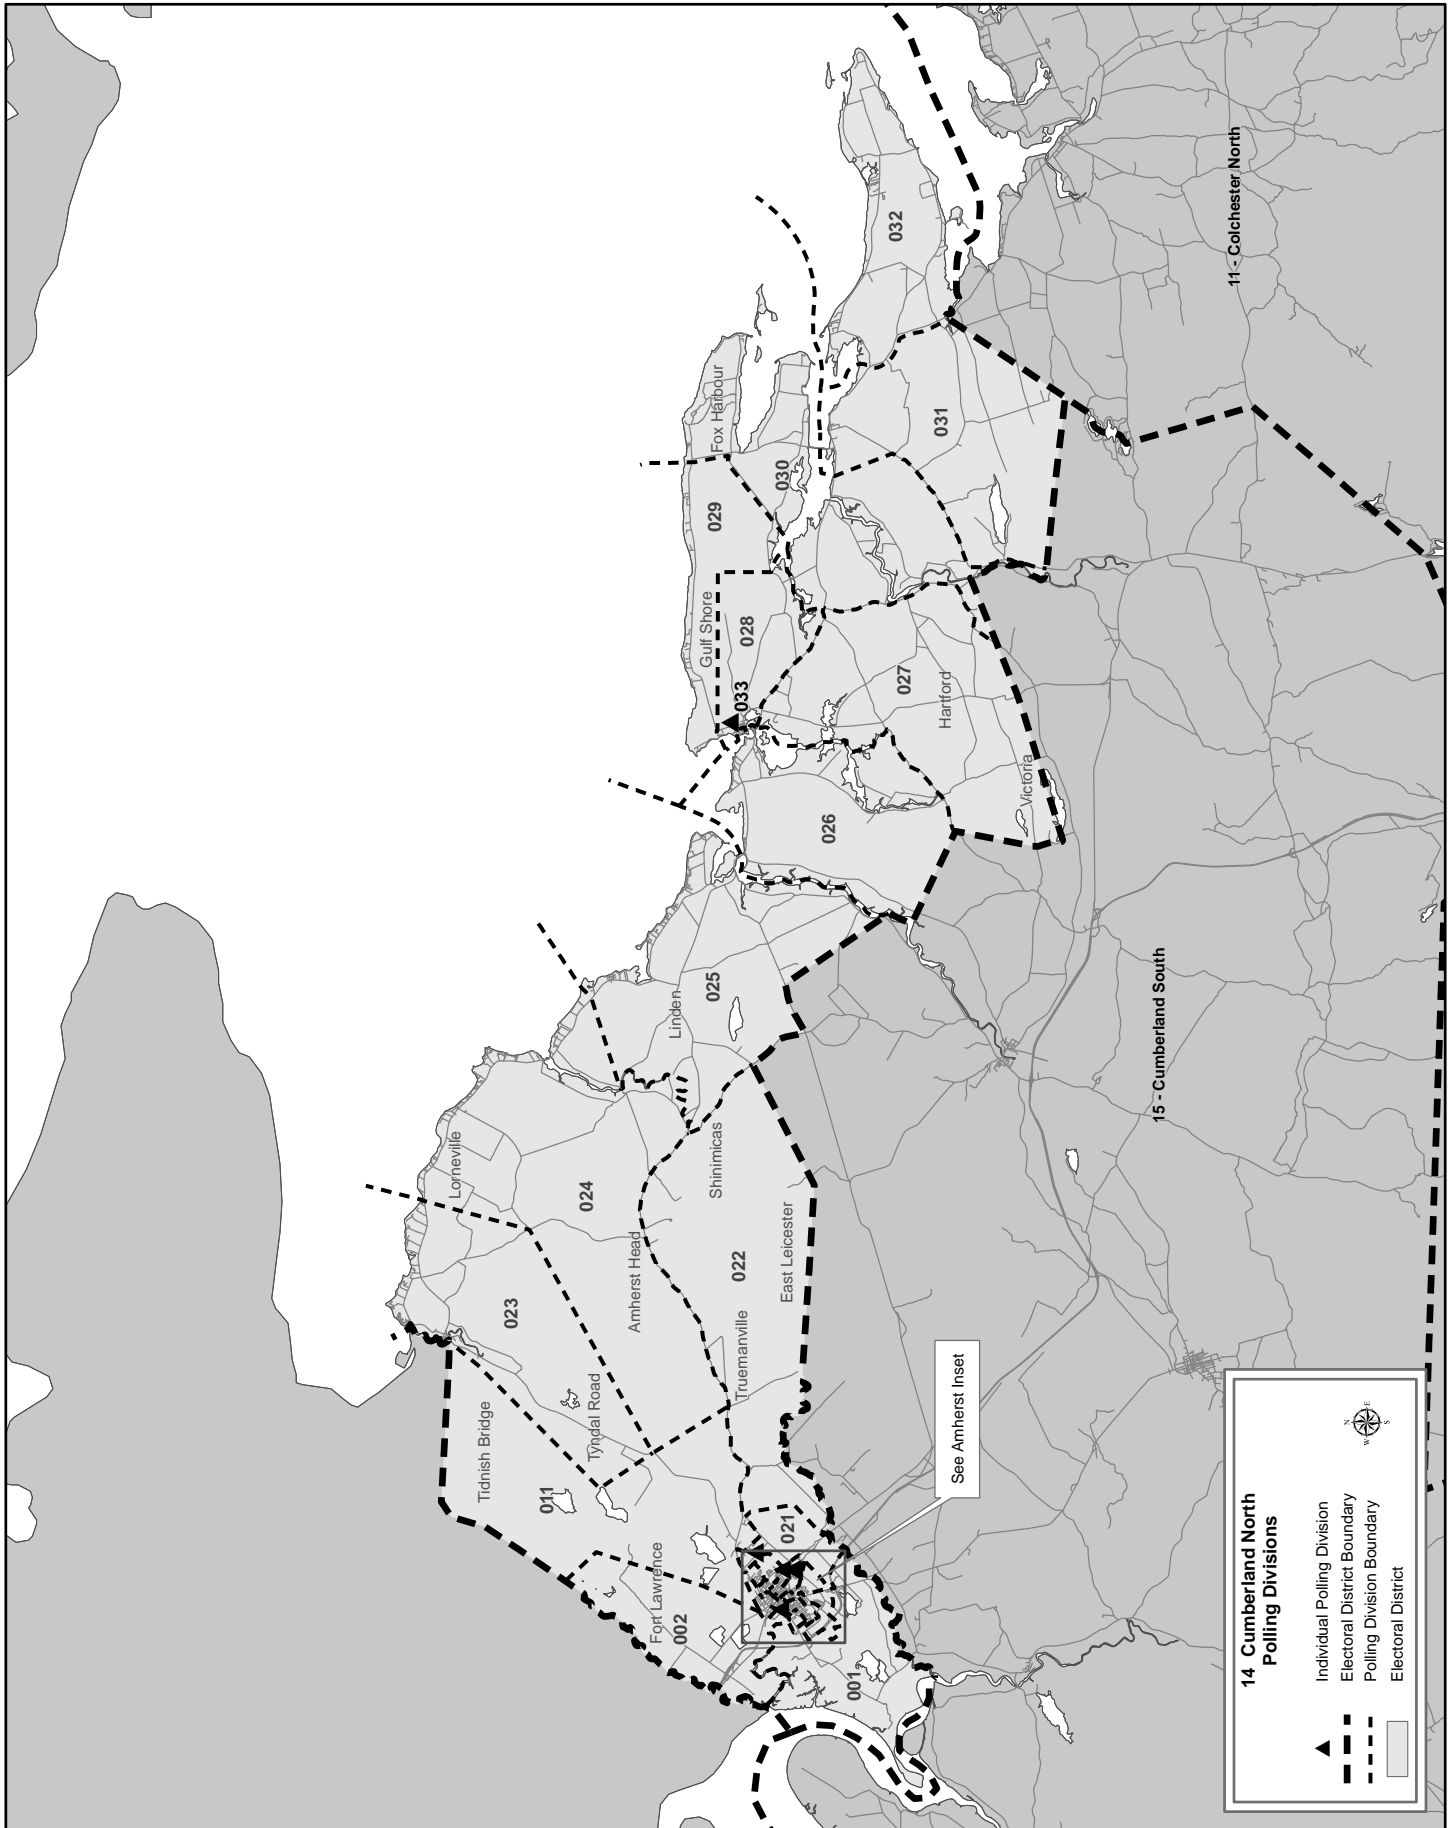 11 - Colchester North
032
Fox Harbour
031
030
029
Gulf Shore
028
033
027
Hartford
Victoria
026
025
Linden
15 - Cumberland South
Lorneville
024
Shinimicas
Amherst Head
022
East Leicester
023
Truemanville
Tyndal Road
Tidnish Bridge
011
See Amherst Inset
021
Fort Lawrence
002
001
14 Cumberland North
Polling Divisions
Individual Polling Division
Electoral District Boundary
Polling Division Boundary
Electoral District
N
E
S
W